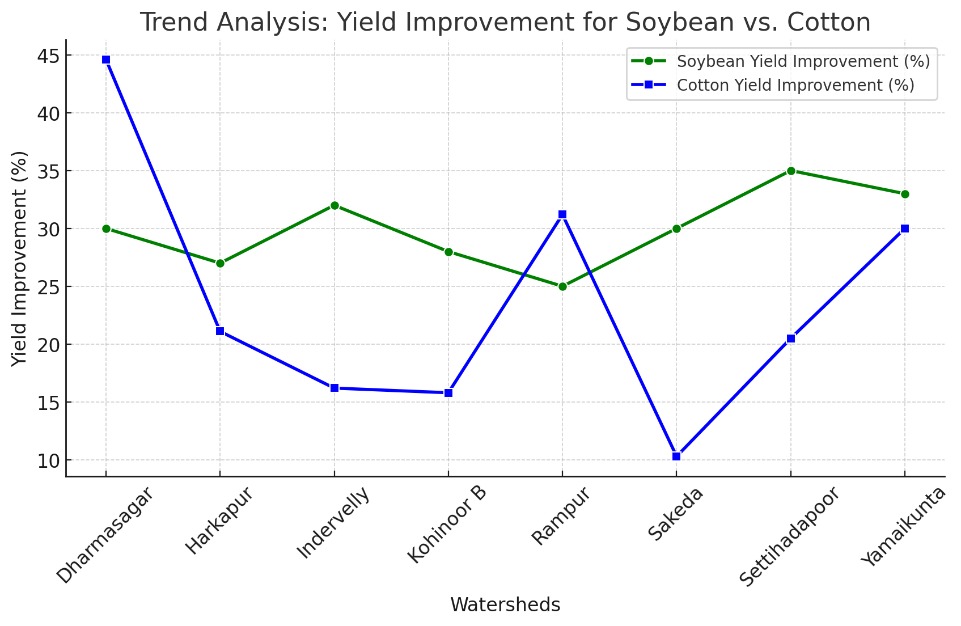 Trend Analysis: Yield Improvement for Soybean vs. Cotton
Soybean Yield Improvement (%)
Cotton Yield Improvement (%)
Yield Improvement (%)
45
40
35
30
25
20
15
10
Dharmasagar
Harkapur
Indervelly
Kohinoor B
Rampur
Sakeda
Settihadapoor
Yamaikunta
Watersheds